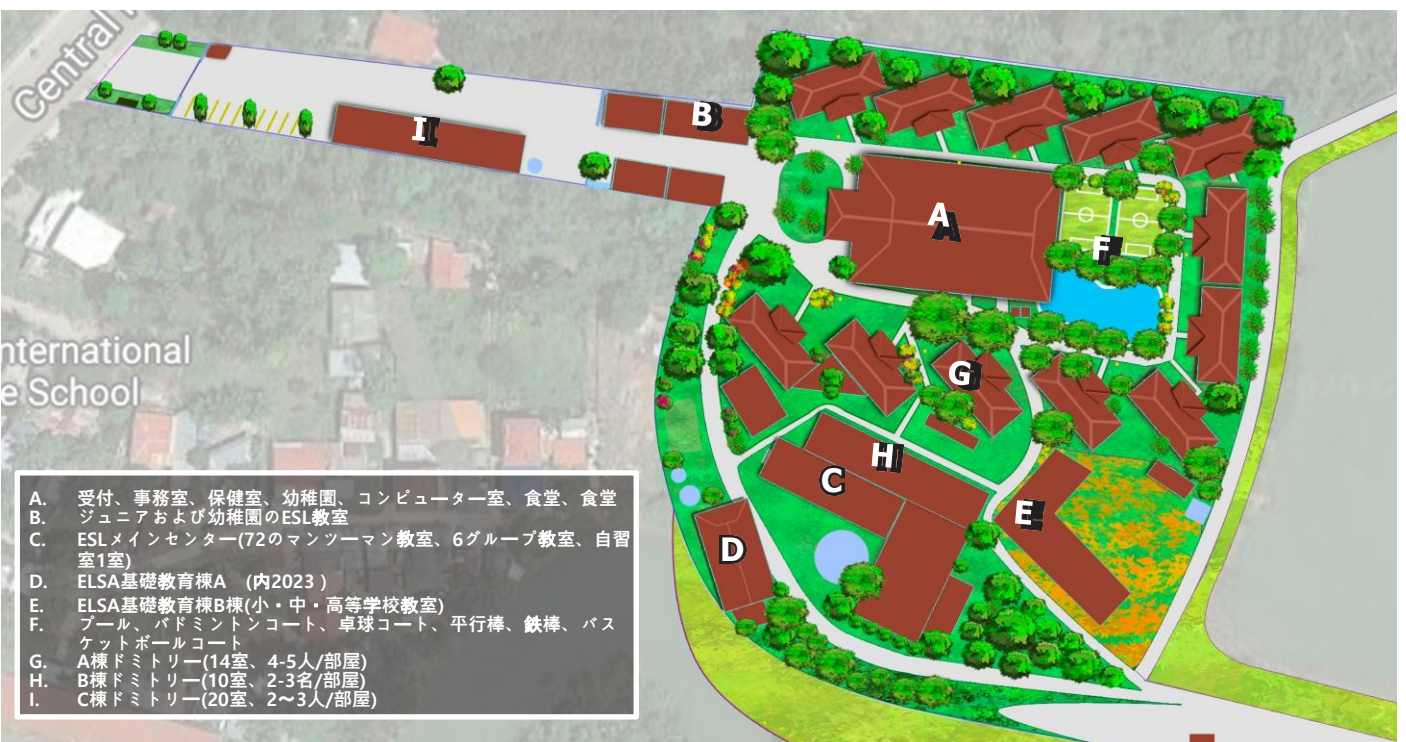 Central
nternational
e School
I
B
A
F
G
H
C
E
D
A. 受付、事務室、保健室、幼稚園、コンピューター室、食堂、食堂
B. ジュニアおよび幼稚園のESL教室
C. ESLメインセンター(72のマンツーマン教室、6グループ教室、自習
室1室)
D. ELSA基礎教育棟A (内2023 )
E. ELSA基礎教育棟B棟(小・中・高等学校教室)
F. プール、バドミントンコート、卓球コート、平行棒、鉄棒、バス
ケットボールコート
G. A棟ドミトリー(14室、4-5人/部屋)
H. B棟ドミトリー(10室、2-3名/部屋)
I. C棟ドミトリー(20室、2〜3人/部屋)